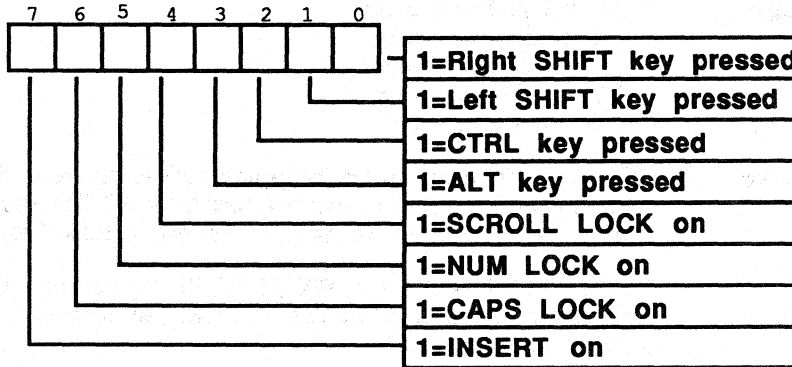 7 6 5 4 3 2 1 0
1=Right SHIFT key pressed
1=Left SHIFT key pressed
1=CTRL key pressed
1=ALT key pressed
1=SCROLL LOCK on
1=NUM LOCK on
1=CAPS LOCK on
1=INSERT on